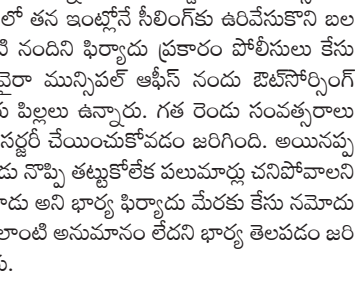 లో తన ఇంట్లోనే సీలింగ్‌కు ఉరివేసుకొని బల
టి నందిని ఫిర్యాదు ప్రకారం పోలీసులు కేసు
వైరా మున్సిపల్ ఆఫీస్ నందు ఔట్‌సోర్సింగ్
పిల్లలు ఉన్నారు. గత రెండు సంవత్సరాలు
సర్జరీ చేయించుకోవడం జరిగింది. అయినప్ప
డు నొప్పి తట్టుకోలేక పలుమార్లు చనిపోవాలని
డు అని భార్య ఫిర్యాదు మేరకు కేసు నమోదు
లాంటి అనుమానం లేదని భార్య తెలపడం జరి